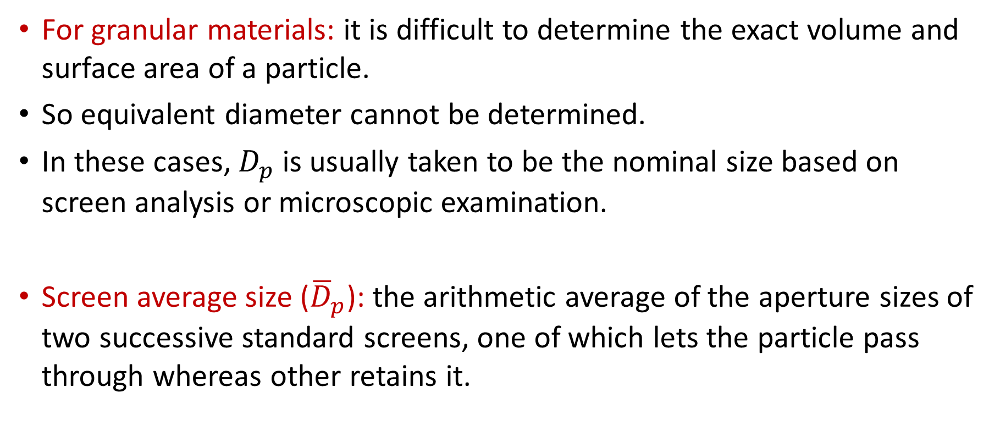 • For granular materials: it is difficult to determine the exact volume and
surface area of a particle.
• So equivalent diameter cannot be determined.
• In these cases, D_p is usually taken to be the nominal size based on
screen analysis or microscopic examination.
• Screen average size (D̅_p): the arithmetic average of the aperture sizes of
two successive standard screens, one of which lets the particle pass
through whereas other retains it.